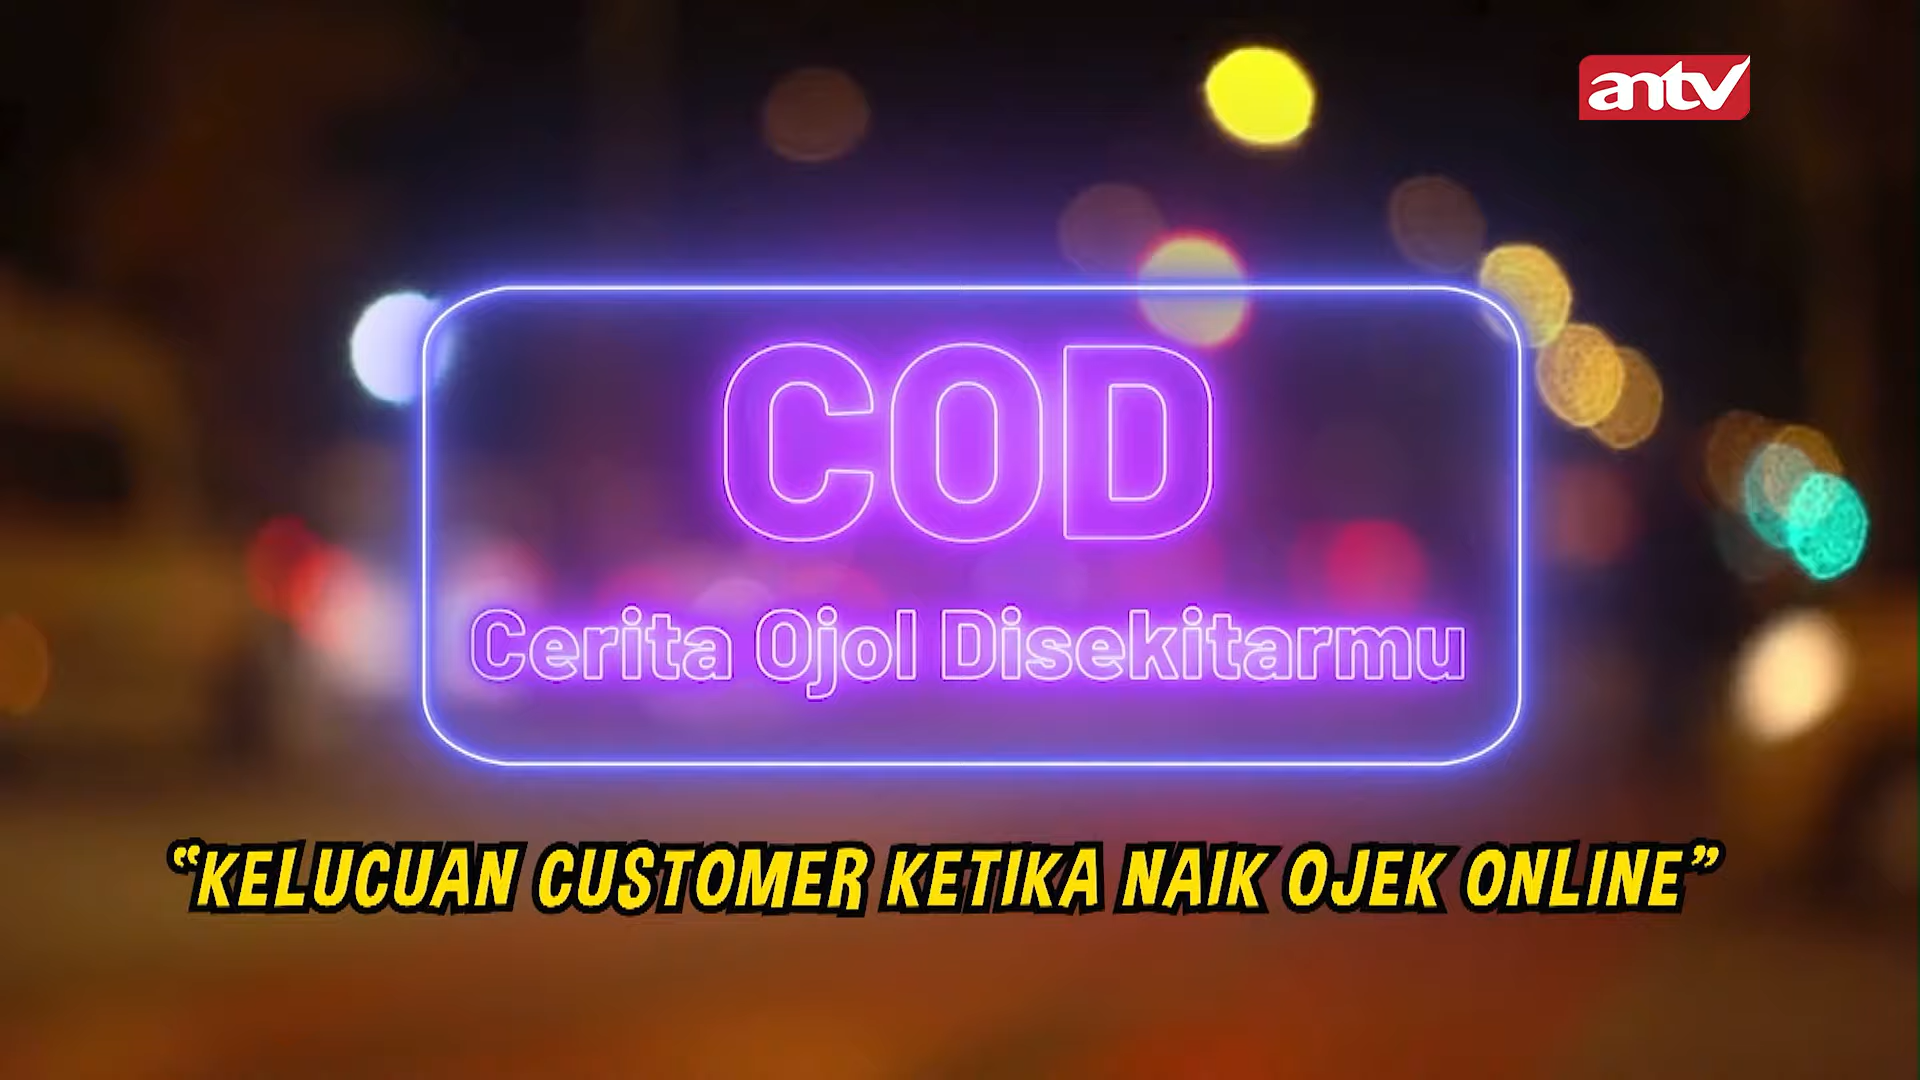 antv
COD
Cerita Ojol Disekitarmu
“KELUCUAN CUSTOMER KETIKA NAIK OJEK ONLINE”